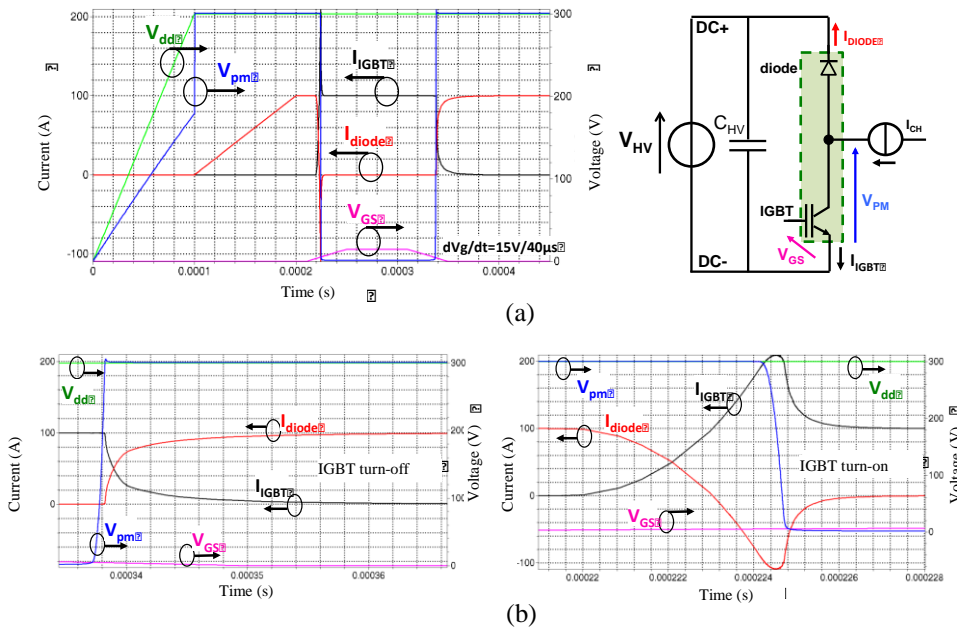 200
100
0
-100
Current (A)
Vdd
Vpm
IIGBT
Idiode
VGS
dVg/dt=15V/40µs
300
200
100
0
Voltage (V)
0
0.0001
0.0002
0.0003
0.0004
Time (s)
DC+
IDIODE
diode
CHV
VHV
ICH
VPM
IGBT
VGS
IIGBT
DC-
(a)
200
100
0
Current (A)
Vdd
Idiode
IGBT turn-off
IIGBT
Vpm
VGS
300
200
100
0
Voltage (V)
0.00034
0.00035
0.00036
Time (s)
200
100
0
-100
Current (A)
Vpm
IIGBT
Vdd
Idiode
IGBT turn-on
VGS
300
200
100
0
Voltage (V)
0.000222
0.000222
0.000224
0.000226
0.000228
Time (s)
(b)